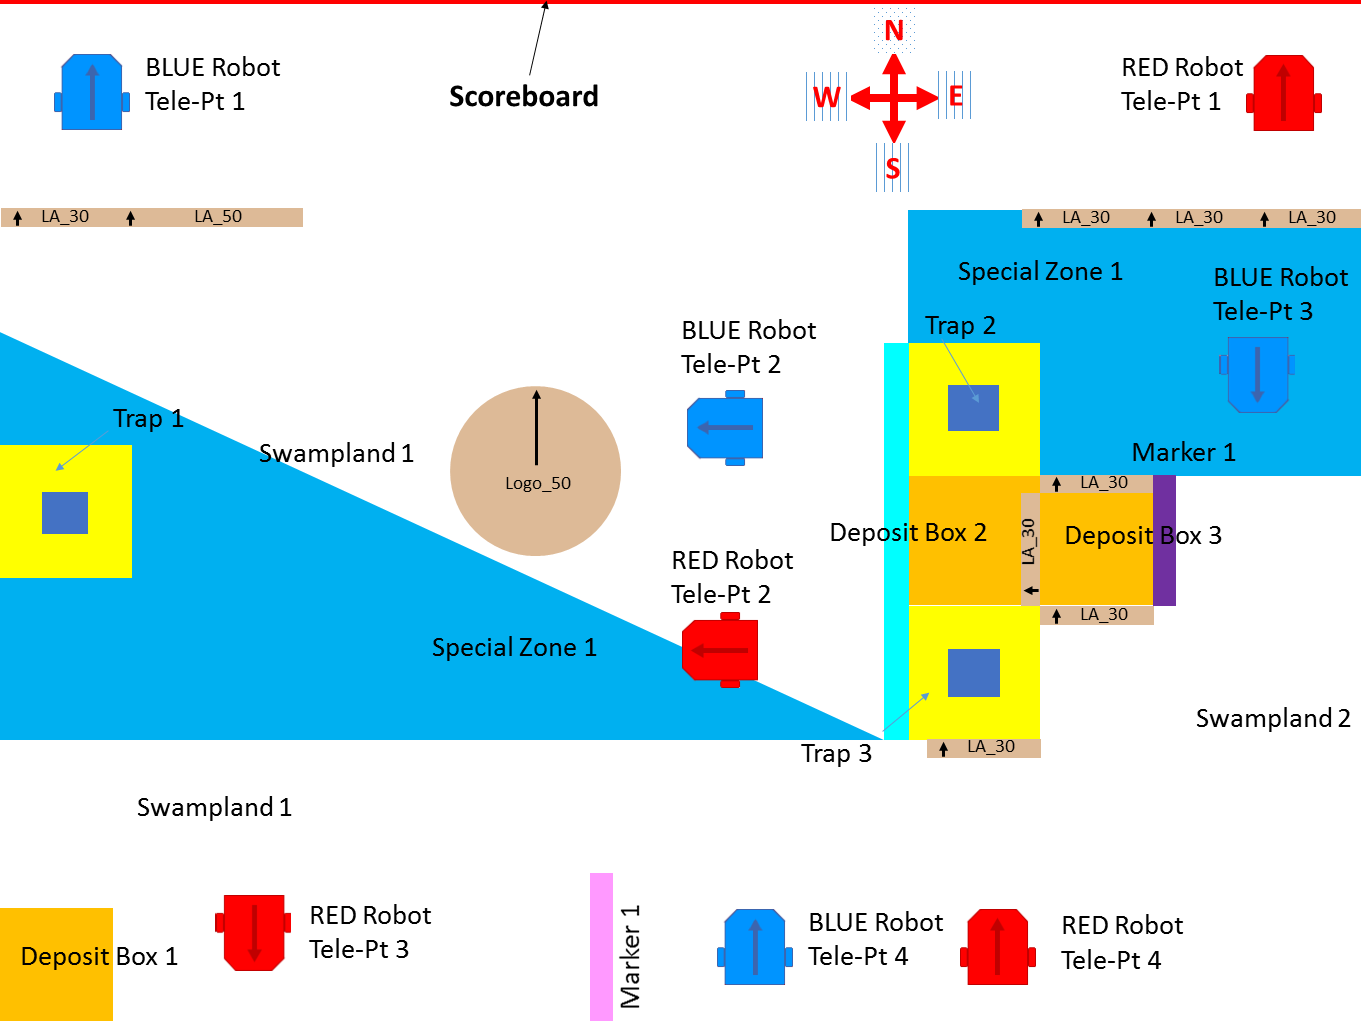 BLUE Robot
Tele-Pt 1
Scoreboard
N
W
E
S
RED Robot
Tele-Pt 1
LA_30
LA_50
LA_30
LA_30
LA_30
Special Zone 1
BLUE Robot
Tele-Pt 3
Trap 2
BLUE Robot
Tele-Pt 2
Trap 1
Swampland 1
Logo_50
Marker 1
LA_30
Deposit Box 2
LA_30
Deposit Box 3
RED Robot
Tele-Pt 2
LA_30
Special Zone 1
Swampland 2
Trap 3
LA_30
Swampland 1
Deposit Box 1
RED Robot
Tele-Pt 3
Marker 1
BLUE Robot
Tele-Pt 4
RED Robot
Tele-Pt 4